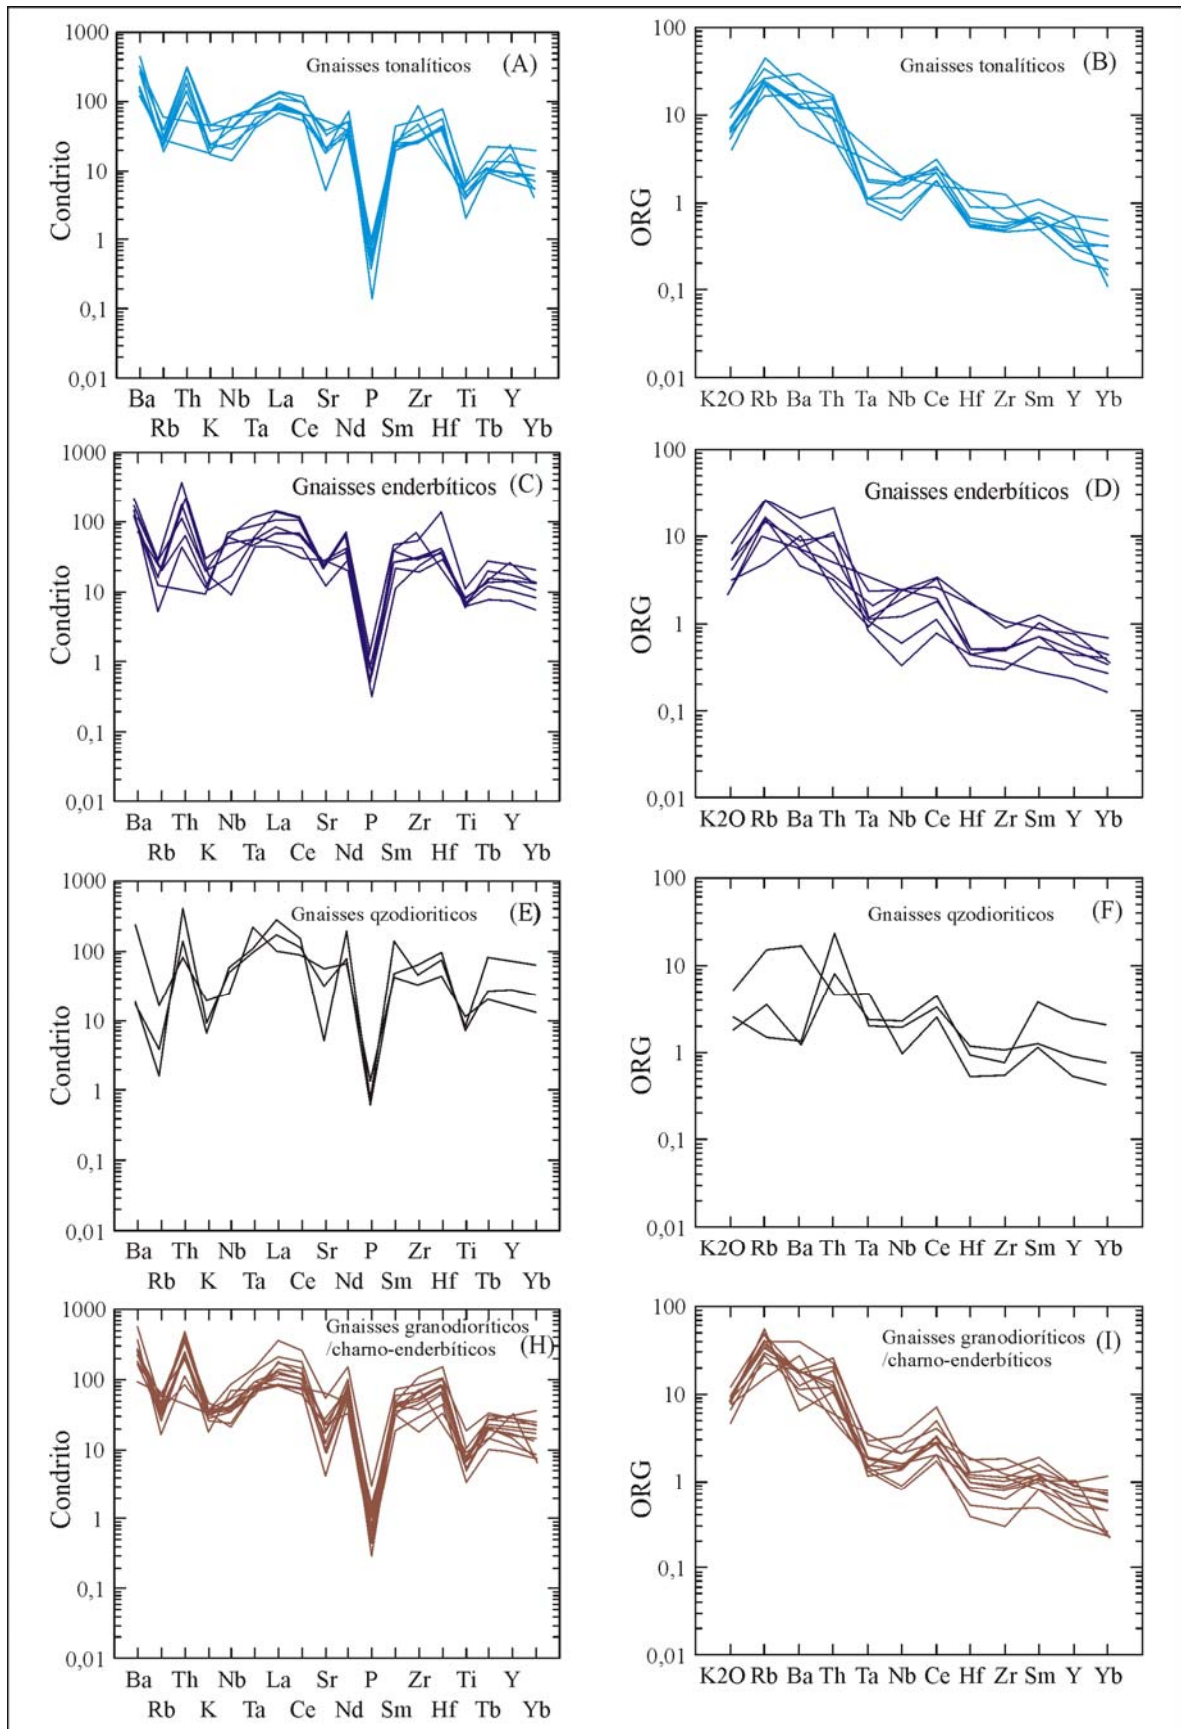 1000
100
10
1
0,1
0,01
Condrito
Gnaisses tonalíticos (A)
Ba Th K Nb La Sr P Zr Ti Y
Rb K Ta Ce Nd Sm Hf Tb Yb
100
10
1
0,1
0,01
ORG
Gnaisses tonalíticos (B)
K2O Rb Ba Th Ta Nb Ce Hf Zr Sm Y Yb
1000
100
10
1
0,1
0,01
Condrito
Gnaisses enderbíticos (C)
Ba Th Nb La Sr P Zr Ti Y
Rb K Ta Ce Nd Sm Hf Tb Yb
100
10
1
0,1
0,01
ORG
Gnaisses enderbíticos (D)
K2O Rb Ba Th Ta Nb Ce Hf Zr Sm Y Yb
1000
100
10
1
0,1
0,01
Condrito
Gnaisses qzodioriticos (E)
Ba Th Nb La Sr P Zr Ti Y
Rb K Ta Ce Nd Sm Hf Tb Yb
100
10
1
0,1
0,01
ORG
Gnaisses qzodioriticos (F)
K2O Rb Ba Th Ta Nb Ce Hf Zr Sm Y Yb
1000
100
10
1
0,1
0,01
Condrito
Gnaisses granodioríticos
/charno-enderbíticos (H)
Ba Th Nb La Sr P Zr Ti Y
Rb K Ta Ce Nd Sm Hf Tb Yb
100
10
1
0,1
0,01
ORG
Gnaisses granodioríticos
/charno-enderbíticos (I)
K2O Rb Ba Th Ta Nb Ce Hf Zr Sm Y Yb